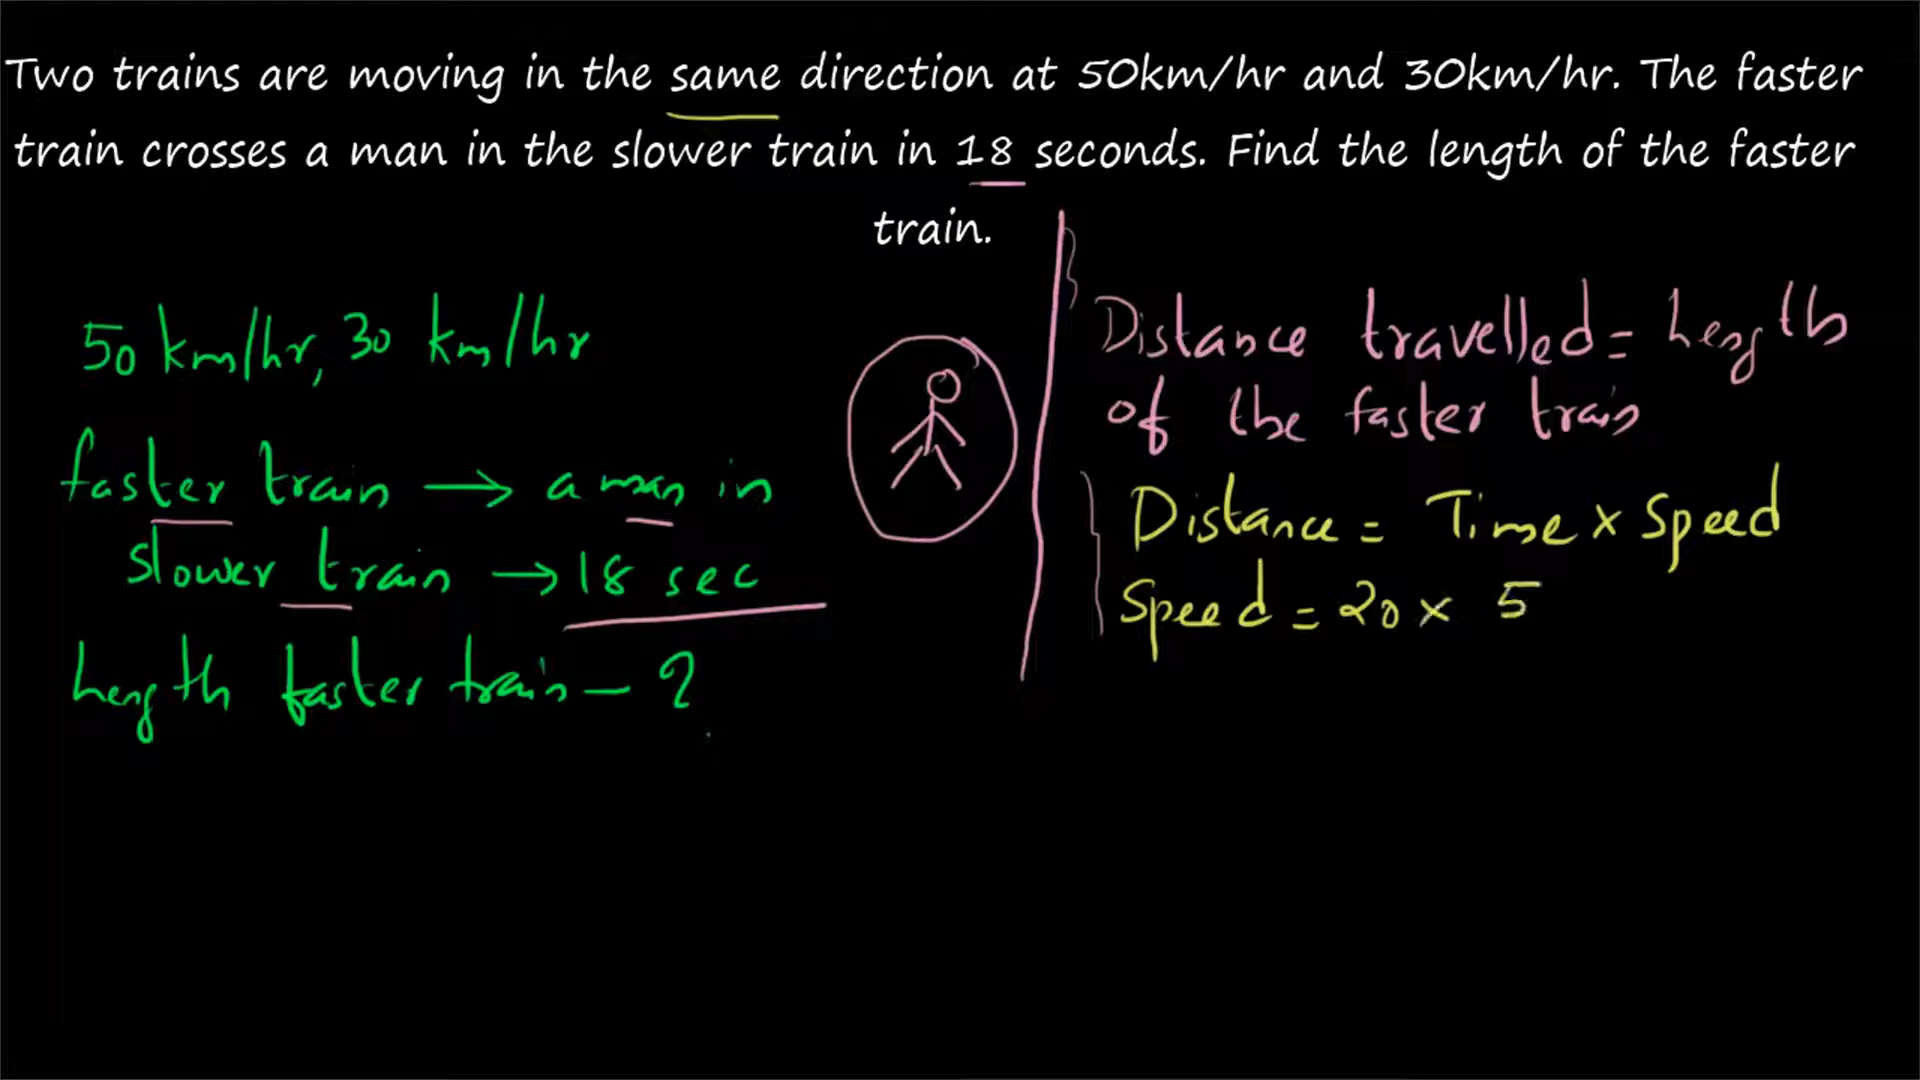 Two trains are moving in the same direction at 50km/hr and 30km/hr. The faster
train crosses a man in the slower train in 18 seconds. Find the length of the faster
train.
50 km/hr, 30 km/hr
faster train → a man in
slower train → 18 sec
Length faster train - ?
Distance travelled = Length
of the faster train
Distance = Time × Speed
Speed = 20 × 5